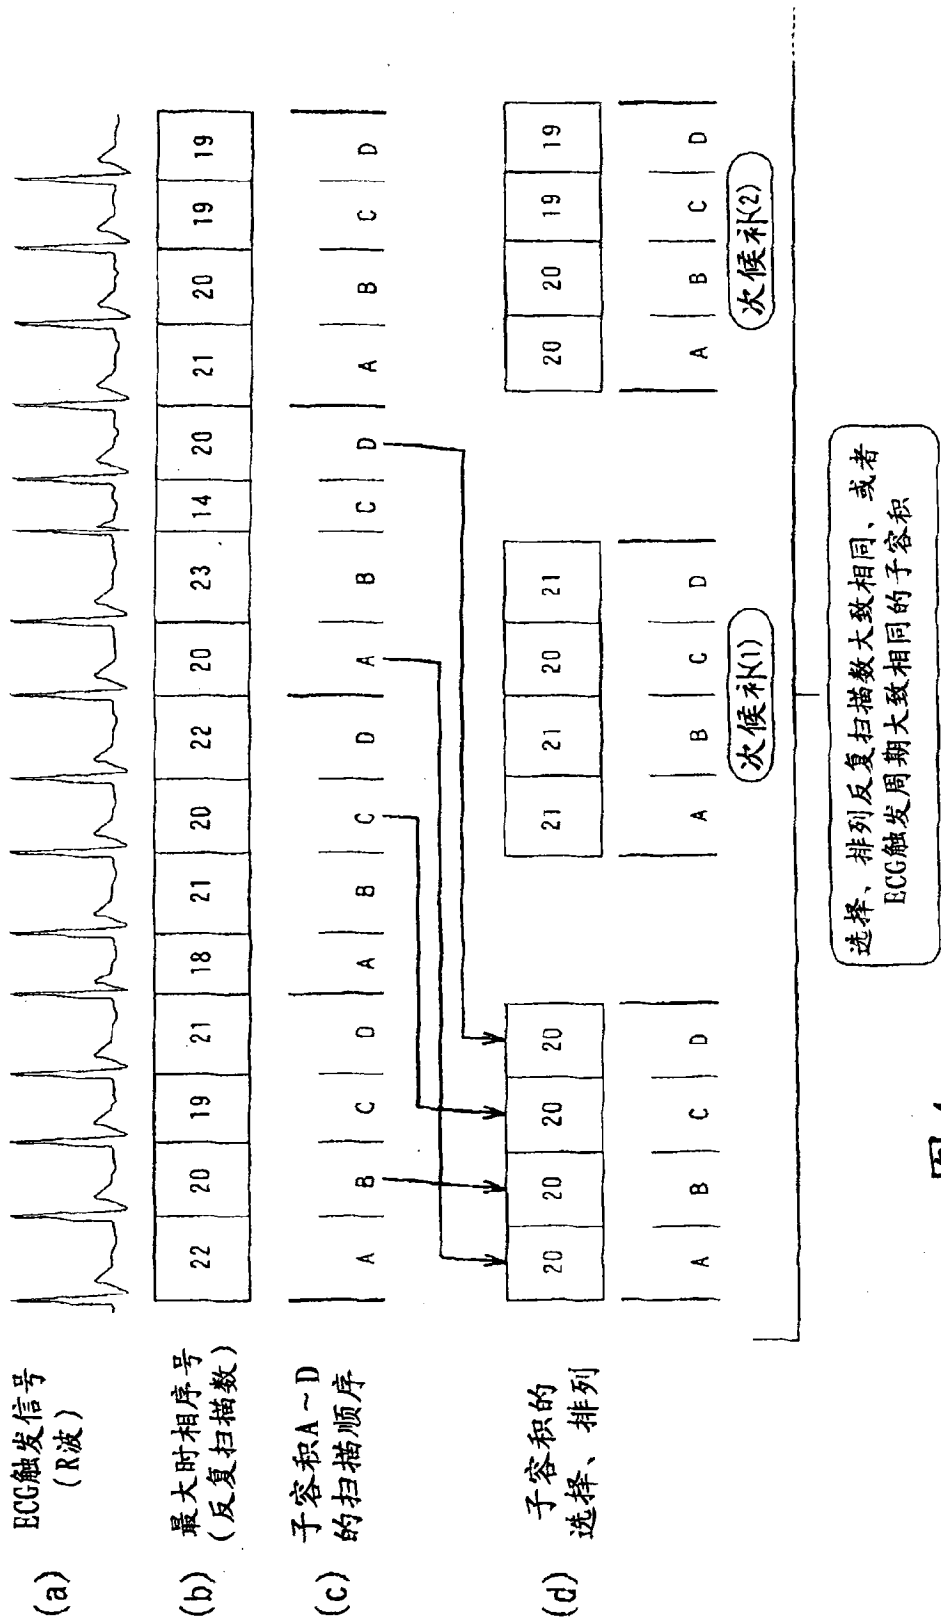 (a) ECG触发信号
(R波)
(b) 最大时相序号
(反复扫描数)
22 20 19 21 18 21 20 22 20 23 14 20 21 20 19 19
(c) 子容积A～D
的扫描顺序
A B C D A B C D A B C D A B C D
(d) 子容积的
选择、排列
20 20 20 20
A B C D
21 21 20 21
A B C D
次候补(1)
20 20 19 19
A B C D
次候补(2)
选择、排列反复扫描数大致相同、或者
ECG触发周期大致相同的子容积